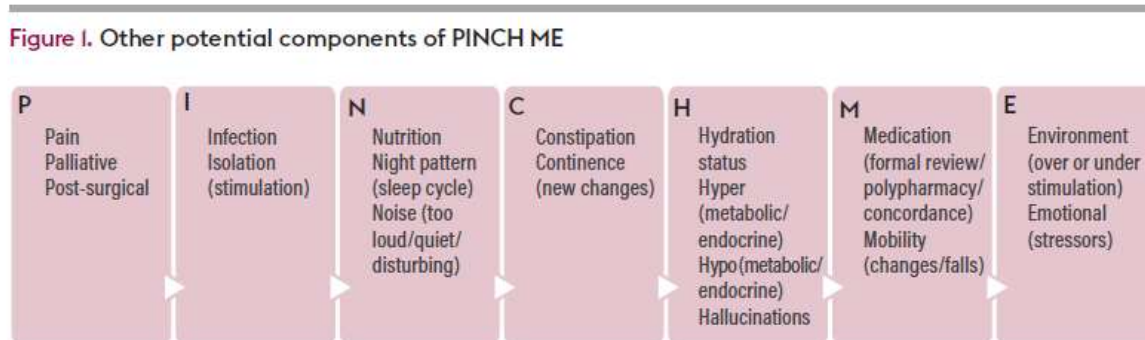 Figure 1. Other potential components of PINCH ME
P
Pain
Palliative
Post-surgical
I
Infection
Isolation
(stimulation)
N
Nutrition
Night pattern
(sleep cycle)
Noise (too
loud/quiet/
disturbing)
C
Constipation
Continence
(new changes)
H
Hydration
status
Hyper
(metabolic/
endocrine)
Hypo(metabolic/
endocrine)
Hallucinations
M
Medication
(formal review/
polypharmacy/
concordance)
Mobility
(changes/falls)
E
Environment
(over or under
stimulation)
Emotional
(stressors)